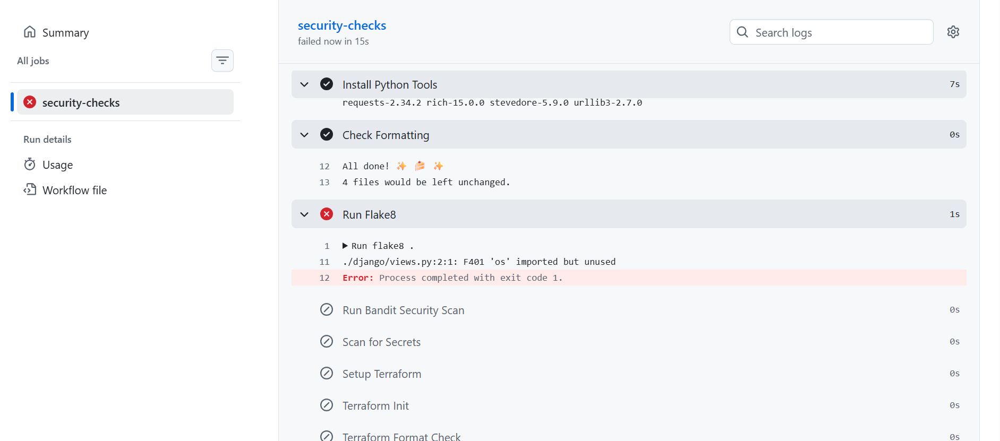 Summary
All jobs
security-checks
Run details
Usage
Workflow file
security-checks
failed now in 15s
Search logs
Install Python Tools 7s
requests-2.34.2 rich-15.0.0 stevedore-5.9.0 urllib3-2.7.0
Check Formatting 0s
12 All done! ✨ 🍰 ✨
13 4 files would be left unchanged.
Run Flake8 1s
1 Run flake8 .
11 ./django/views.py:2:1: F401 'os' imported but unused
12 Error: Process completed with exit code 1.
Run Bandit Security Scan 0s
Scan for Secrets 0s
Setup Terraform 0s
Terraform Init 0s
Terraform Format Check 0s